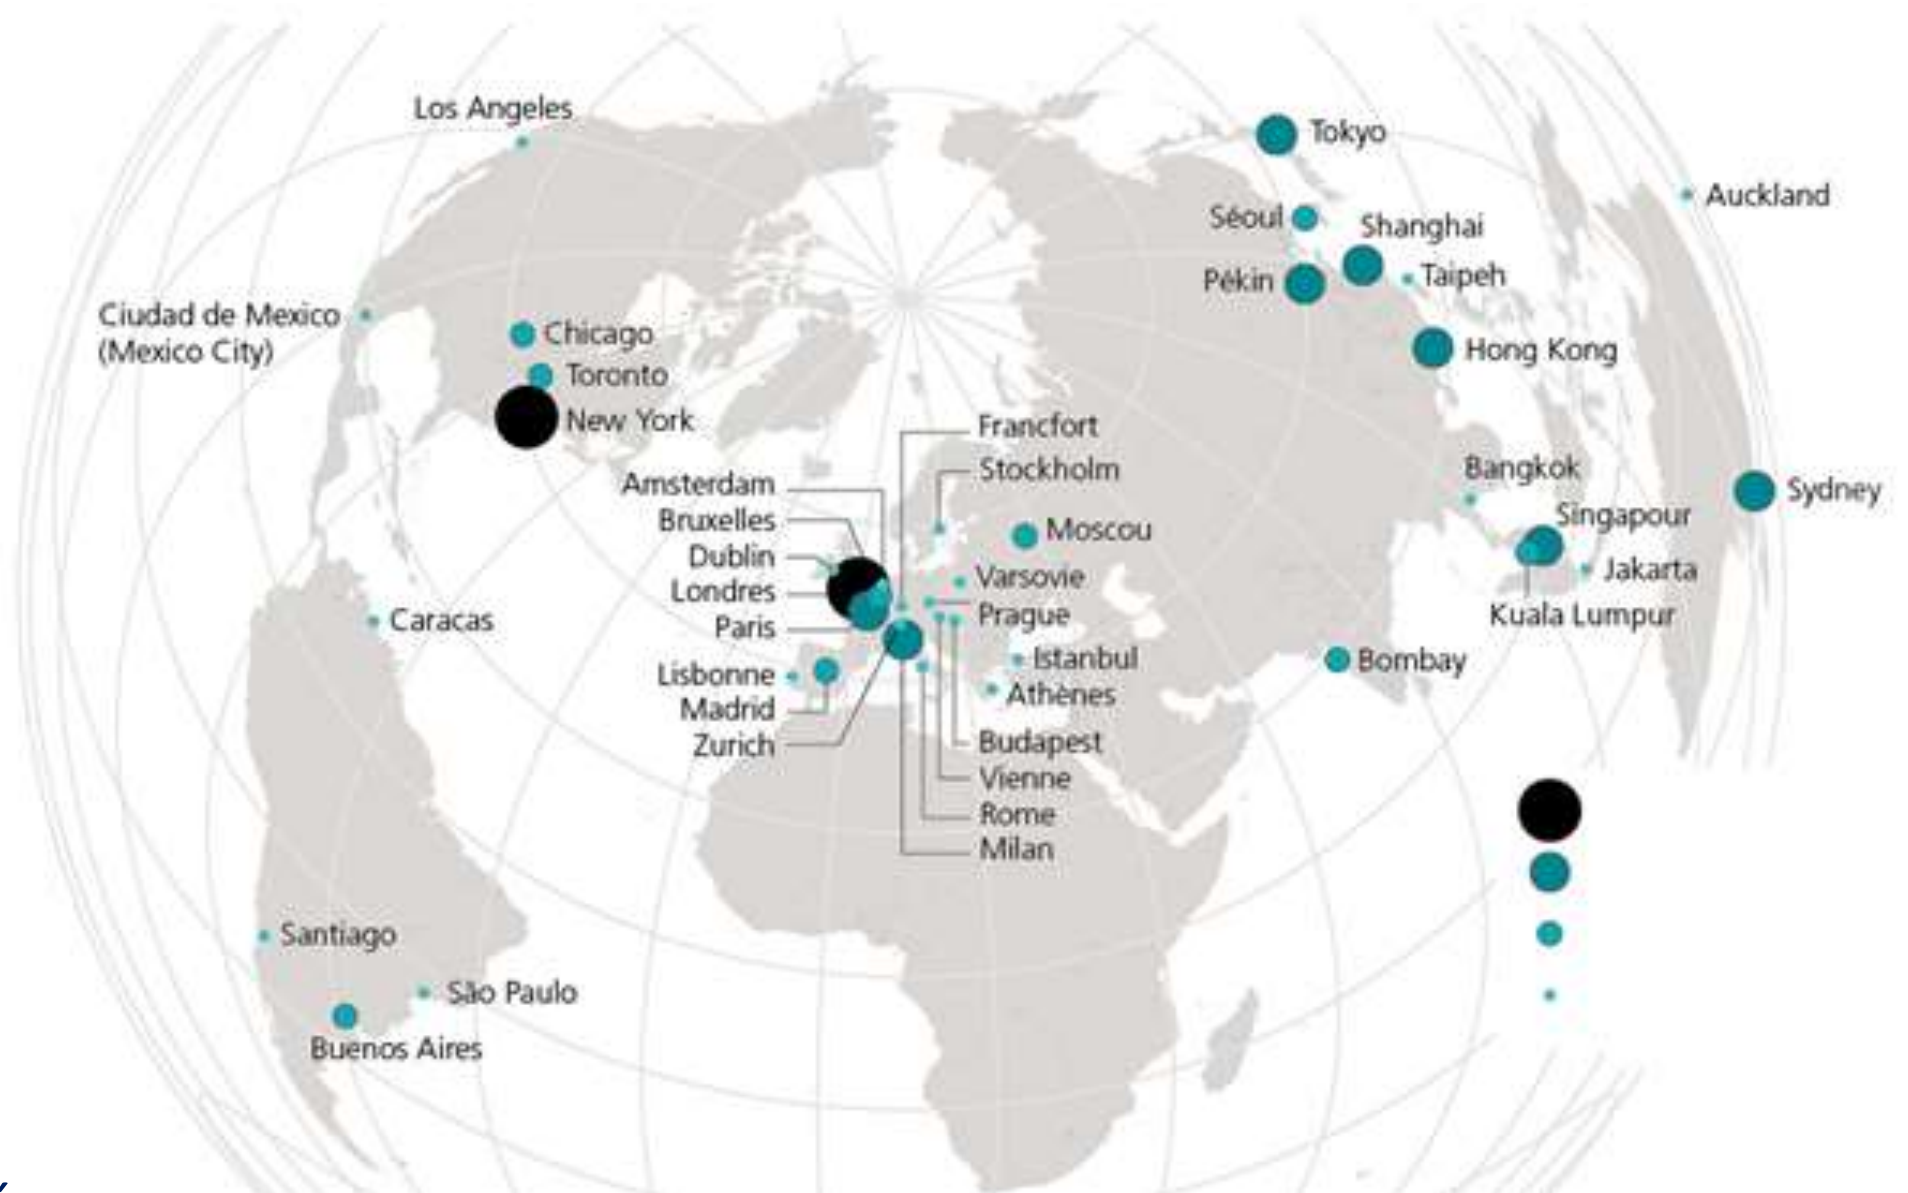 Los Angeles
Tokyo
Auckland
Séoul
Shanghai
Pékin
Taipeh
Ciudad de Mexico
(Mexico City)
Chicago
Hong Kong
Toronto
New York
Francfort
Stockholm
Bangkok
Amsterdam
Sydney
Singapour
Bruxelles
Moscou
Dublin
Jakarta
Varsovie
Londres
Prague
Kuala Lumpur
Caracas
Paris
Istanbul
Bombay
Lisbonne
Athènes
Madrid
Zurich
Budapest
Vienne
Rome
Milan
Santiago
São Paulo
Buenos Aires